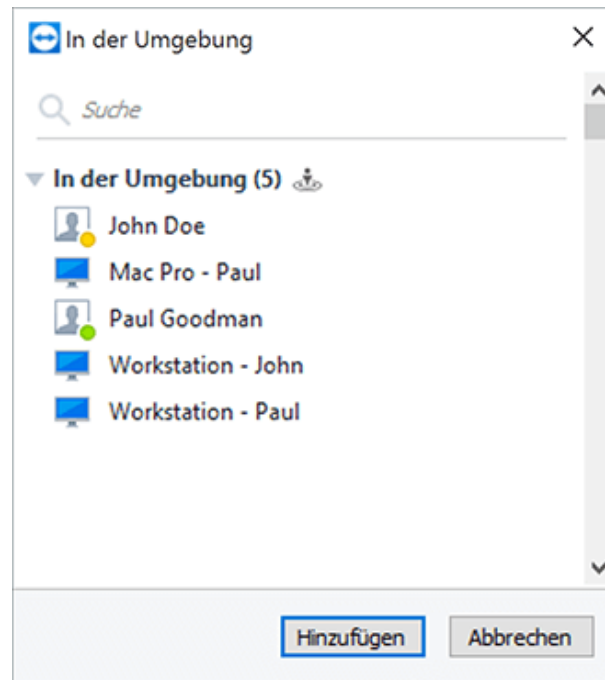 In der Umgebung
Suche
In der Umgebung (5)
John Doe
Mac Pro - Paul
Paul Goodman
Workstation - John
Workstation - Paul
Hinzufügen Abbrechen